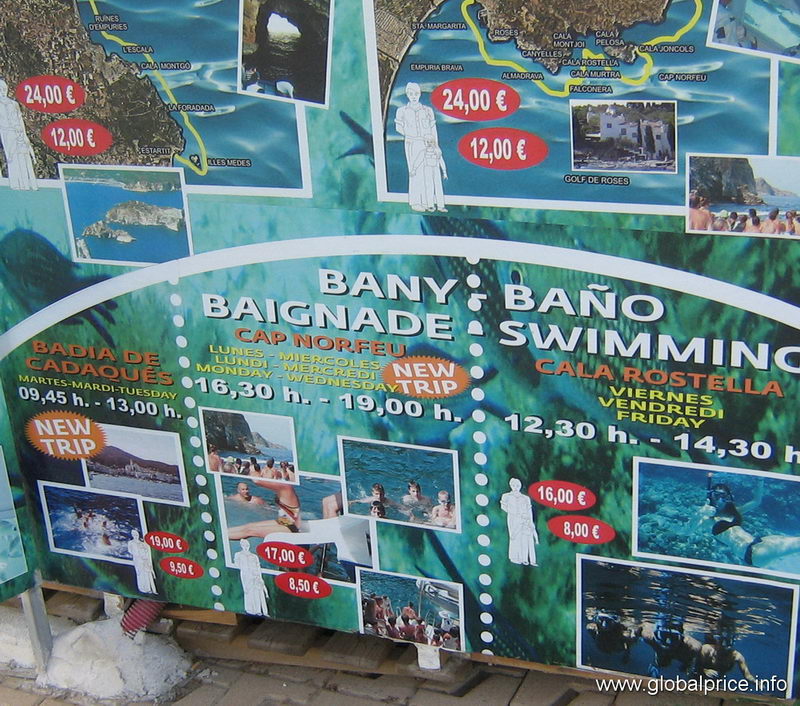 RUÏNES
D'EMPÚRIES
L'ESCALA
CALA MONTGÓ
LA FORADADA
L'ESTARTIT
ILLES MEDES
24,00 €
12,00 €
STA. MARGARITA
ROSES
EMPURIA BRAVA
CANYELLES
ALMADRAVA
CALA
MONTJOI
CALA
PELOSA
CALA ROSTELLA
CALA MURTRA
FALCONERA
CALA JONCOLS
CAP NORFEU
24,00 €
12,00 €
GOLF DE ROSES
BANY - BAÑO
BAIGNADE - SWIMMING
BADIA DE
CADAQUÉS
MARTES-MARDI-TUESDAY
09,45 h. - 13,00 h.
NEW
TRIP
19,00 €
9,50 €
CAP NORFEU
LUNES - MIERCOLES
LUNDI - MERCREDI
MONDAY - WEDNESDAY
NEW
TRIP
16,30 h. - 19,00 h.
17,00 €
8,50 €
CALA ROSTELLA
VIERNES
VENDREDI
FRIDAY
12,30 h. - 14,30 h
16,00 €
8,00 €
www.globalprice.info